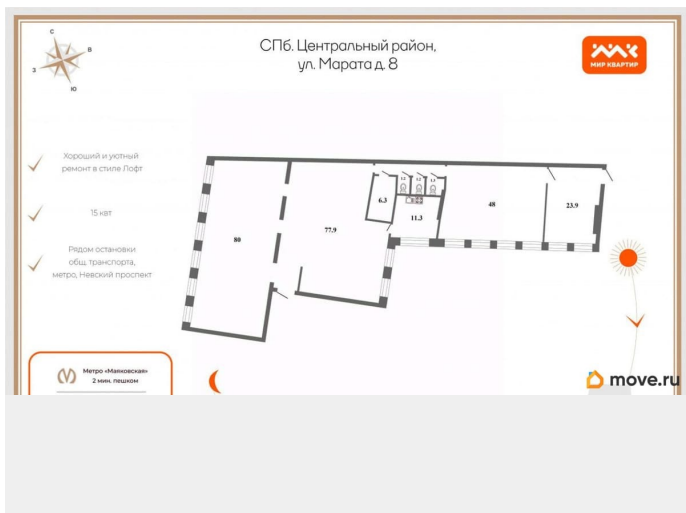 С
В
З
Ю
СПб. Центральный район,
ул. Марата д. 8
МИР КВАРТИР
Хороший и уютный
ремонт в стиле Лофт
15 квт
Рядом остановки
общ. транспорта,
метро, Невский проспект
80
77.9
6.3
11.3
48
23.9
Метро «Маяковская»
2 мин. пешком
move.ru